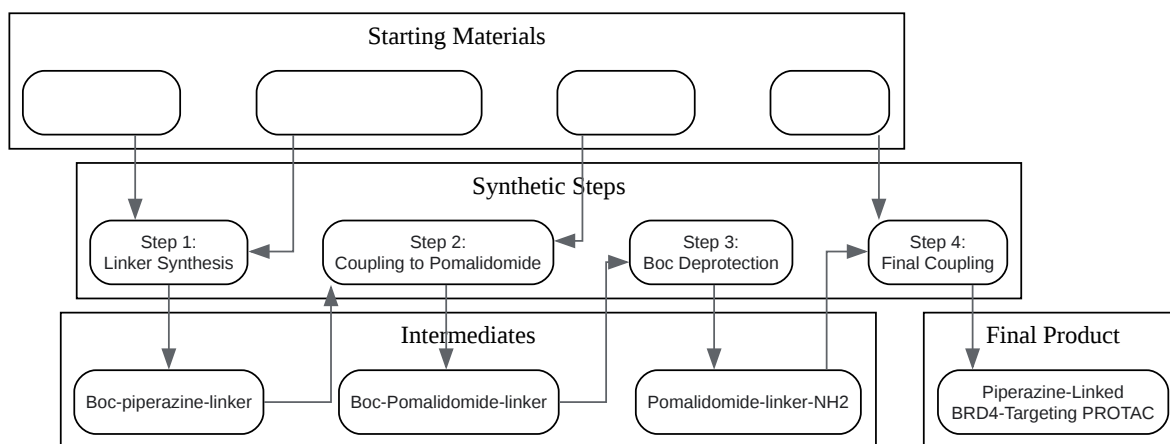 Starting Materials
Synthetic Steps
Step 1:
Linker Synthesis
Step 2:
Coupling to Pomalidomide
Step 3:
Boc Deprotection
Step 4:
Final Coupling
Intermediates
Final Product
Boc-piperazine-linker
Boc-Pomalidomide-linker
Pomalidomide-linker-NH2
Piperazine-Linked
BRD4-Targeting PROTAC